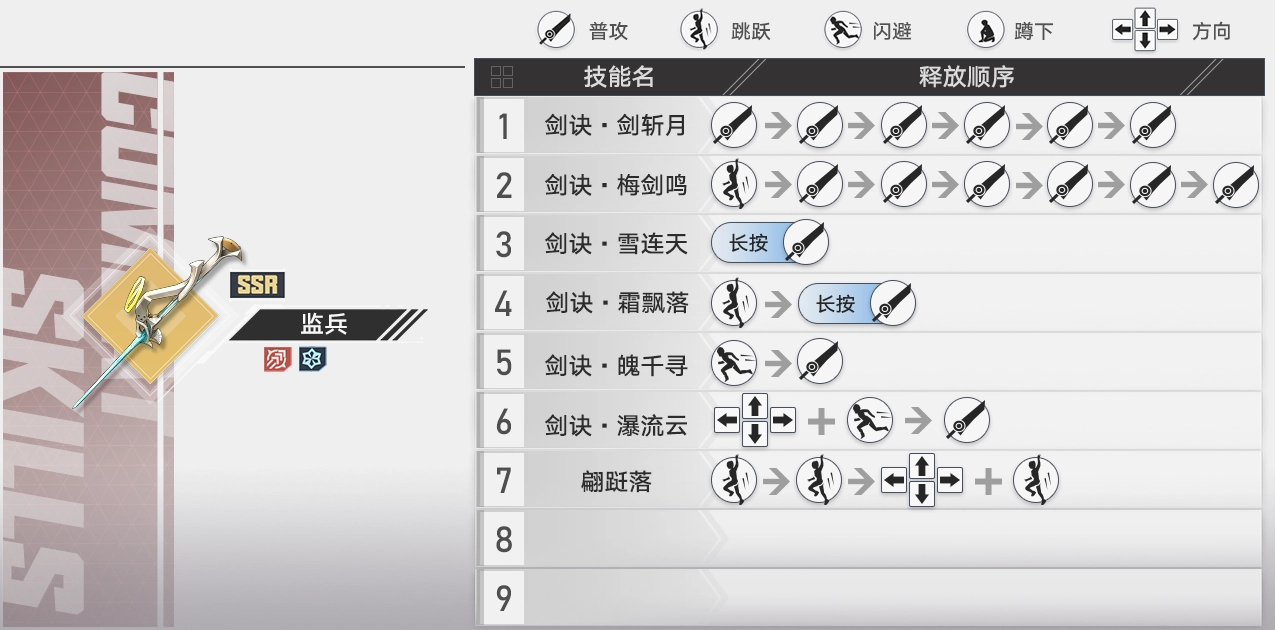 普攻 跳跃 闪避 蹲下 方向
技能名 释放顺序
COMBAT
SKILLS
SSR
监兵
1 剑诀·剑斩月
2 剑诀·梅剑鸣
3 剑诀·雪连天 长按
4 剑诀·霜飘落 长按
5 剑诀·魄千寻
6 剑诀·瀑流云
7 翩跹落
8
9